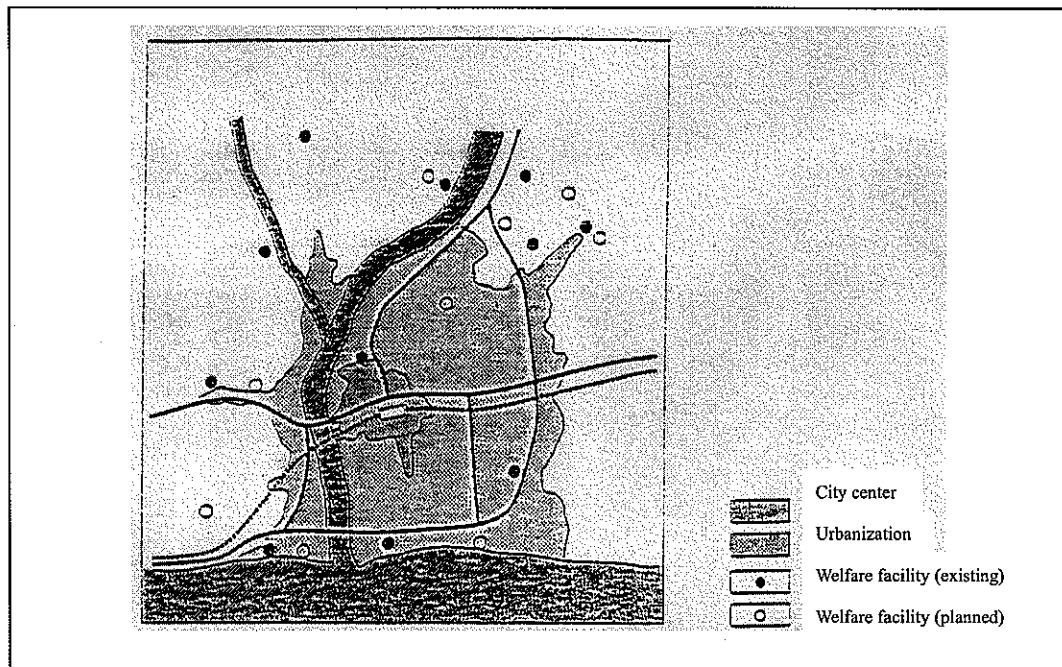 City center
Urbanization
Welfare facility (existing)
Welfare facility (planned)